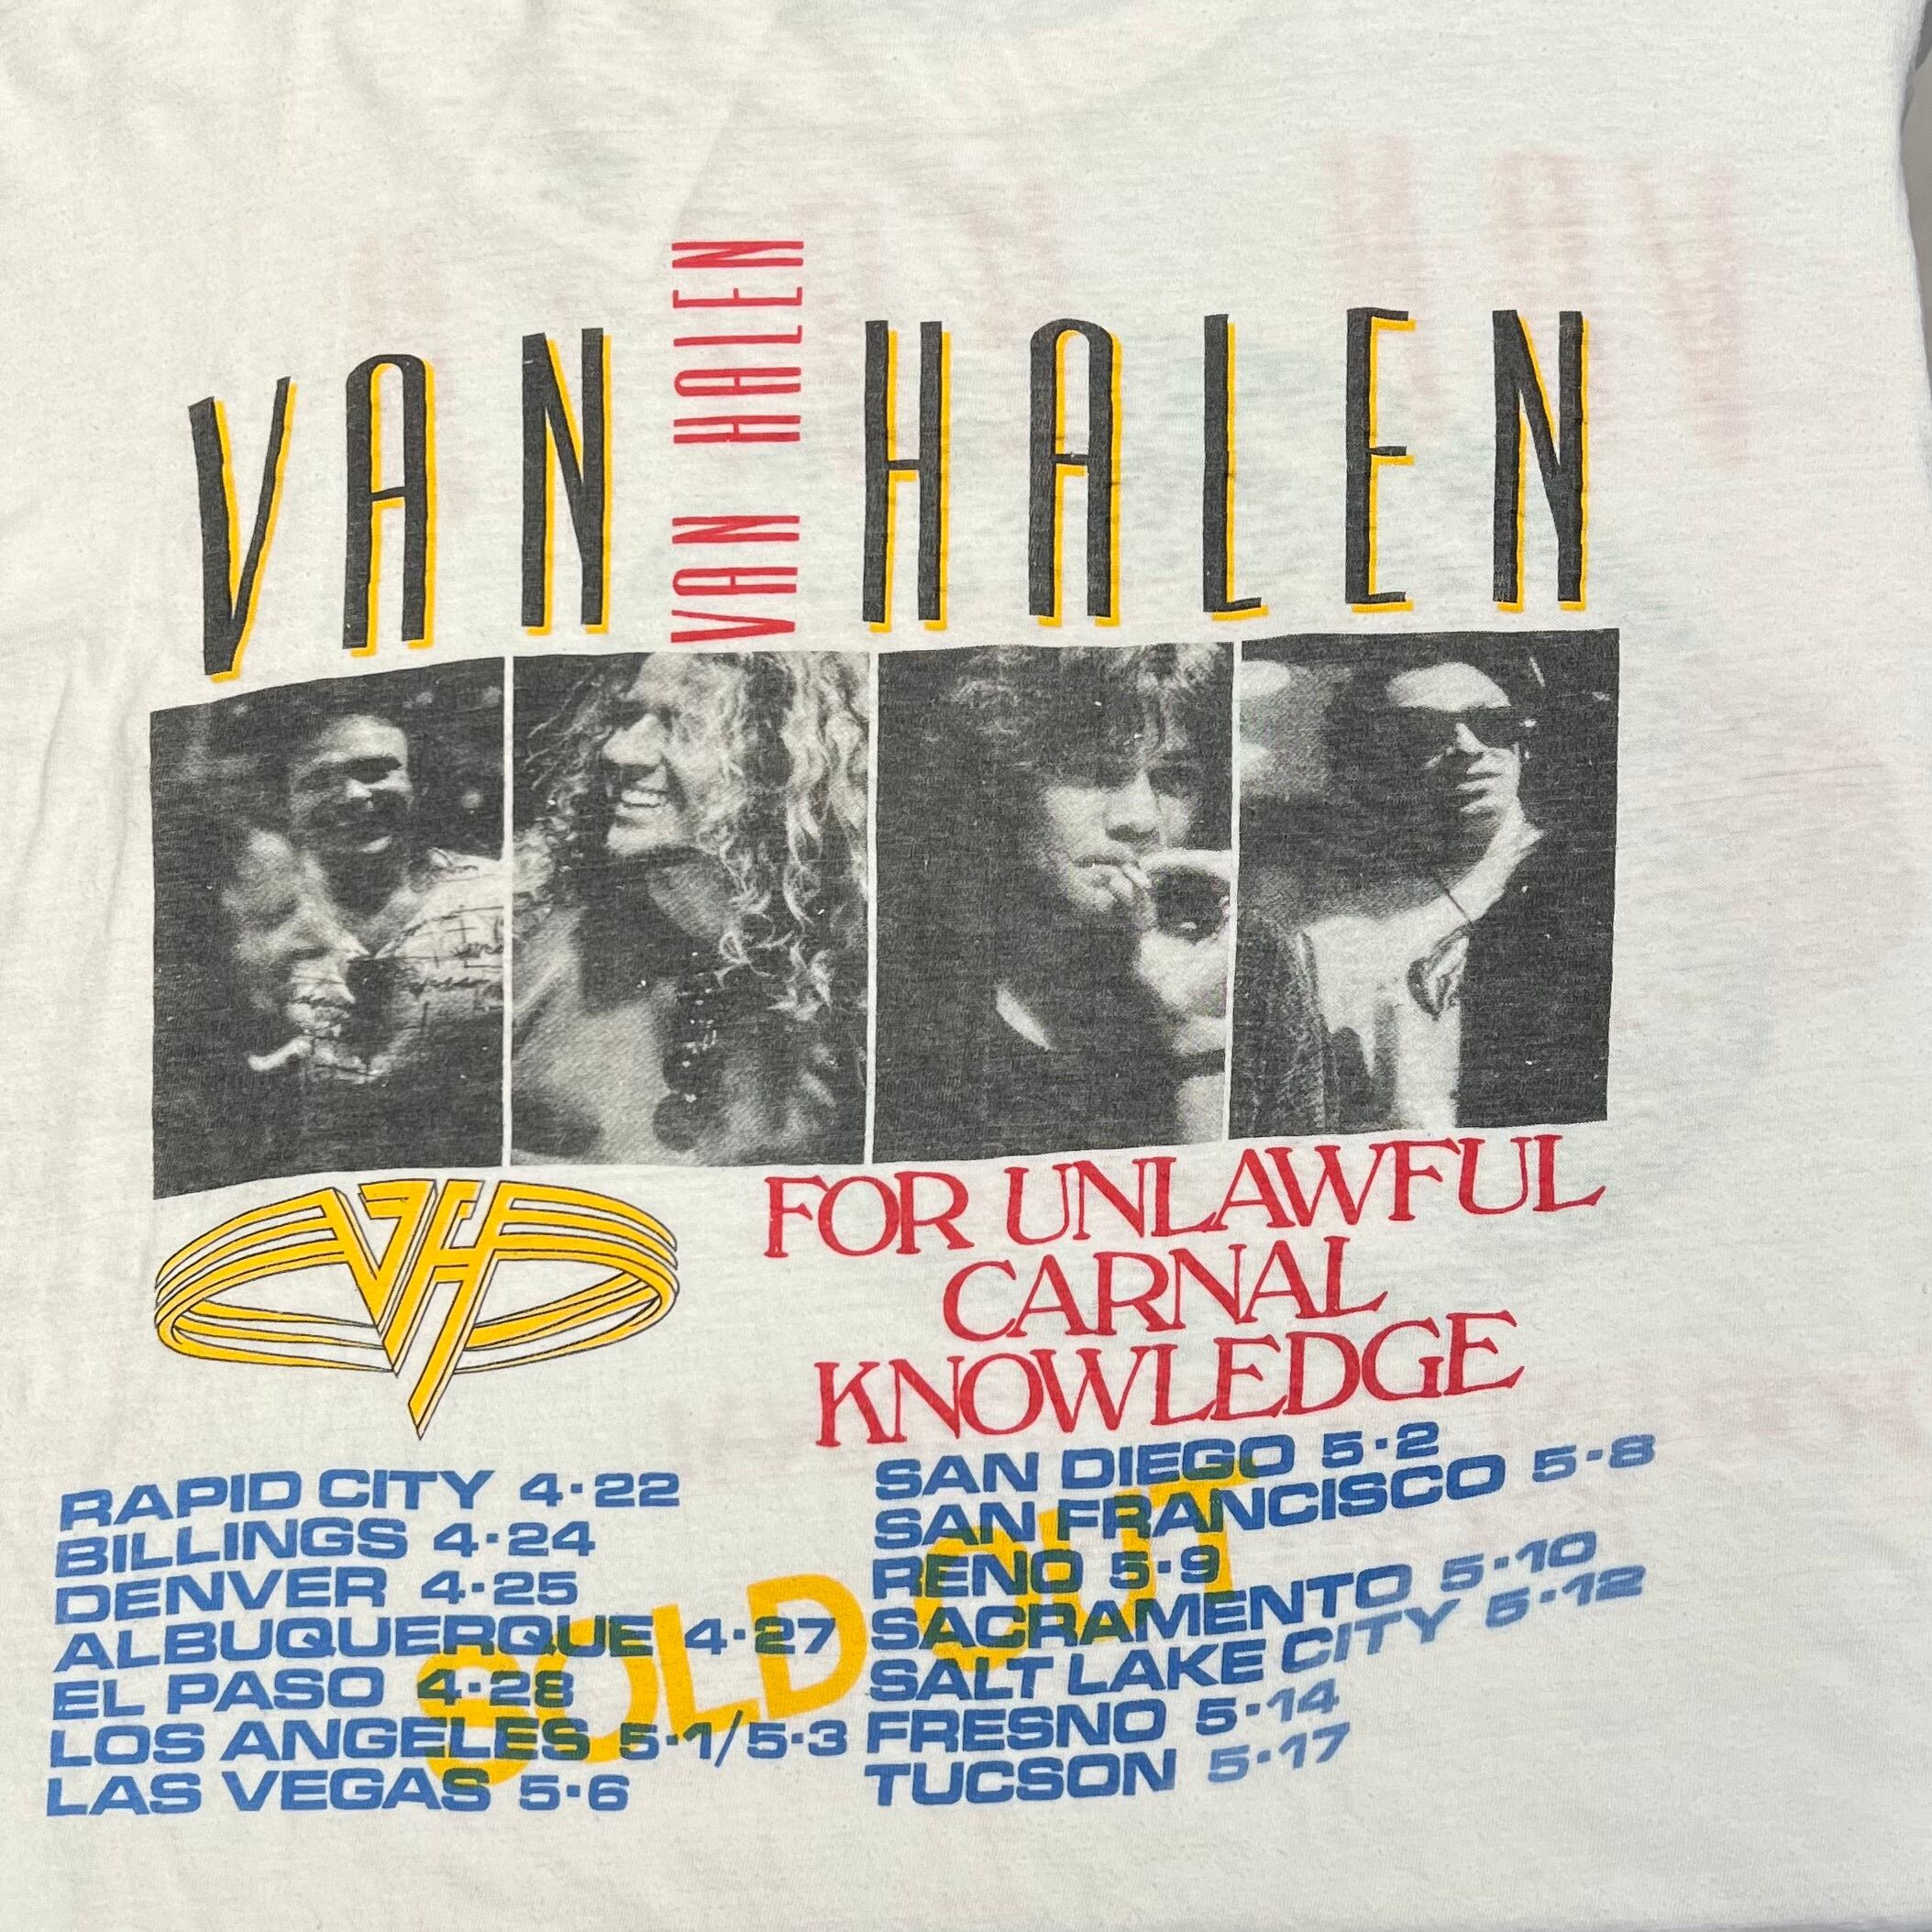 VAN HALEN
VAN HALEN
VH
FOR UNLAWFUL
CARNAL
KNOWLEDGE
RAPID CITY 4·22
BILLINGS 4·24
DENVER 4·25
ALBUQUERQUE 4·27
EL PASO 4·28
LOS ANGELES 5·1/5·3
LAS VEGAS 5·6
SAN DIEGO 5·2
SAN FRANCISCO 5·8
RENO 5·9
SACRAMENTO 5·10
SALT LAKE CITY 5·12
FRESNO 5·14
TUCSON 5·17
SOLD OUT